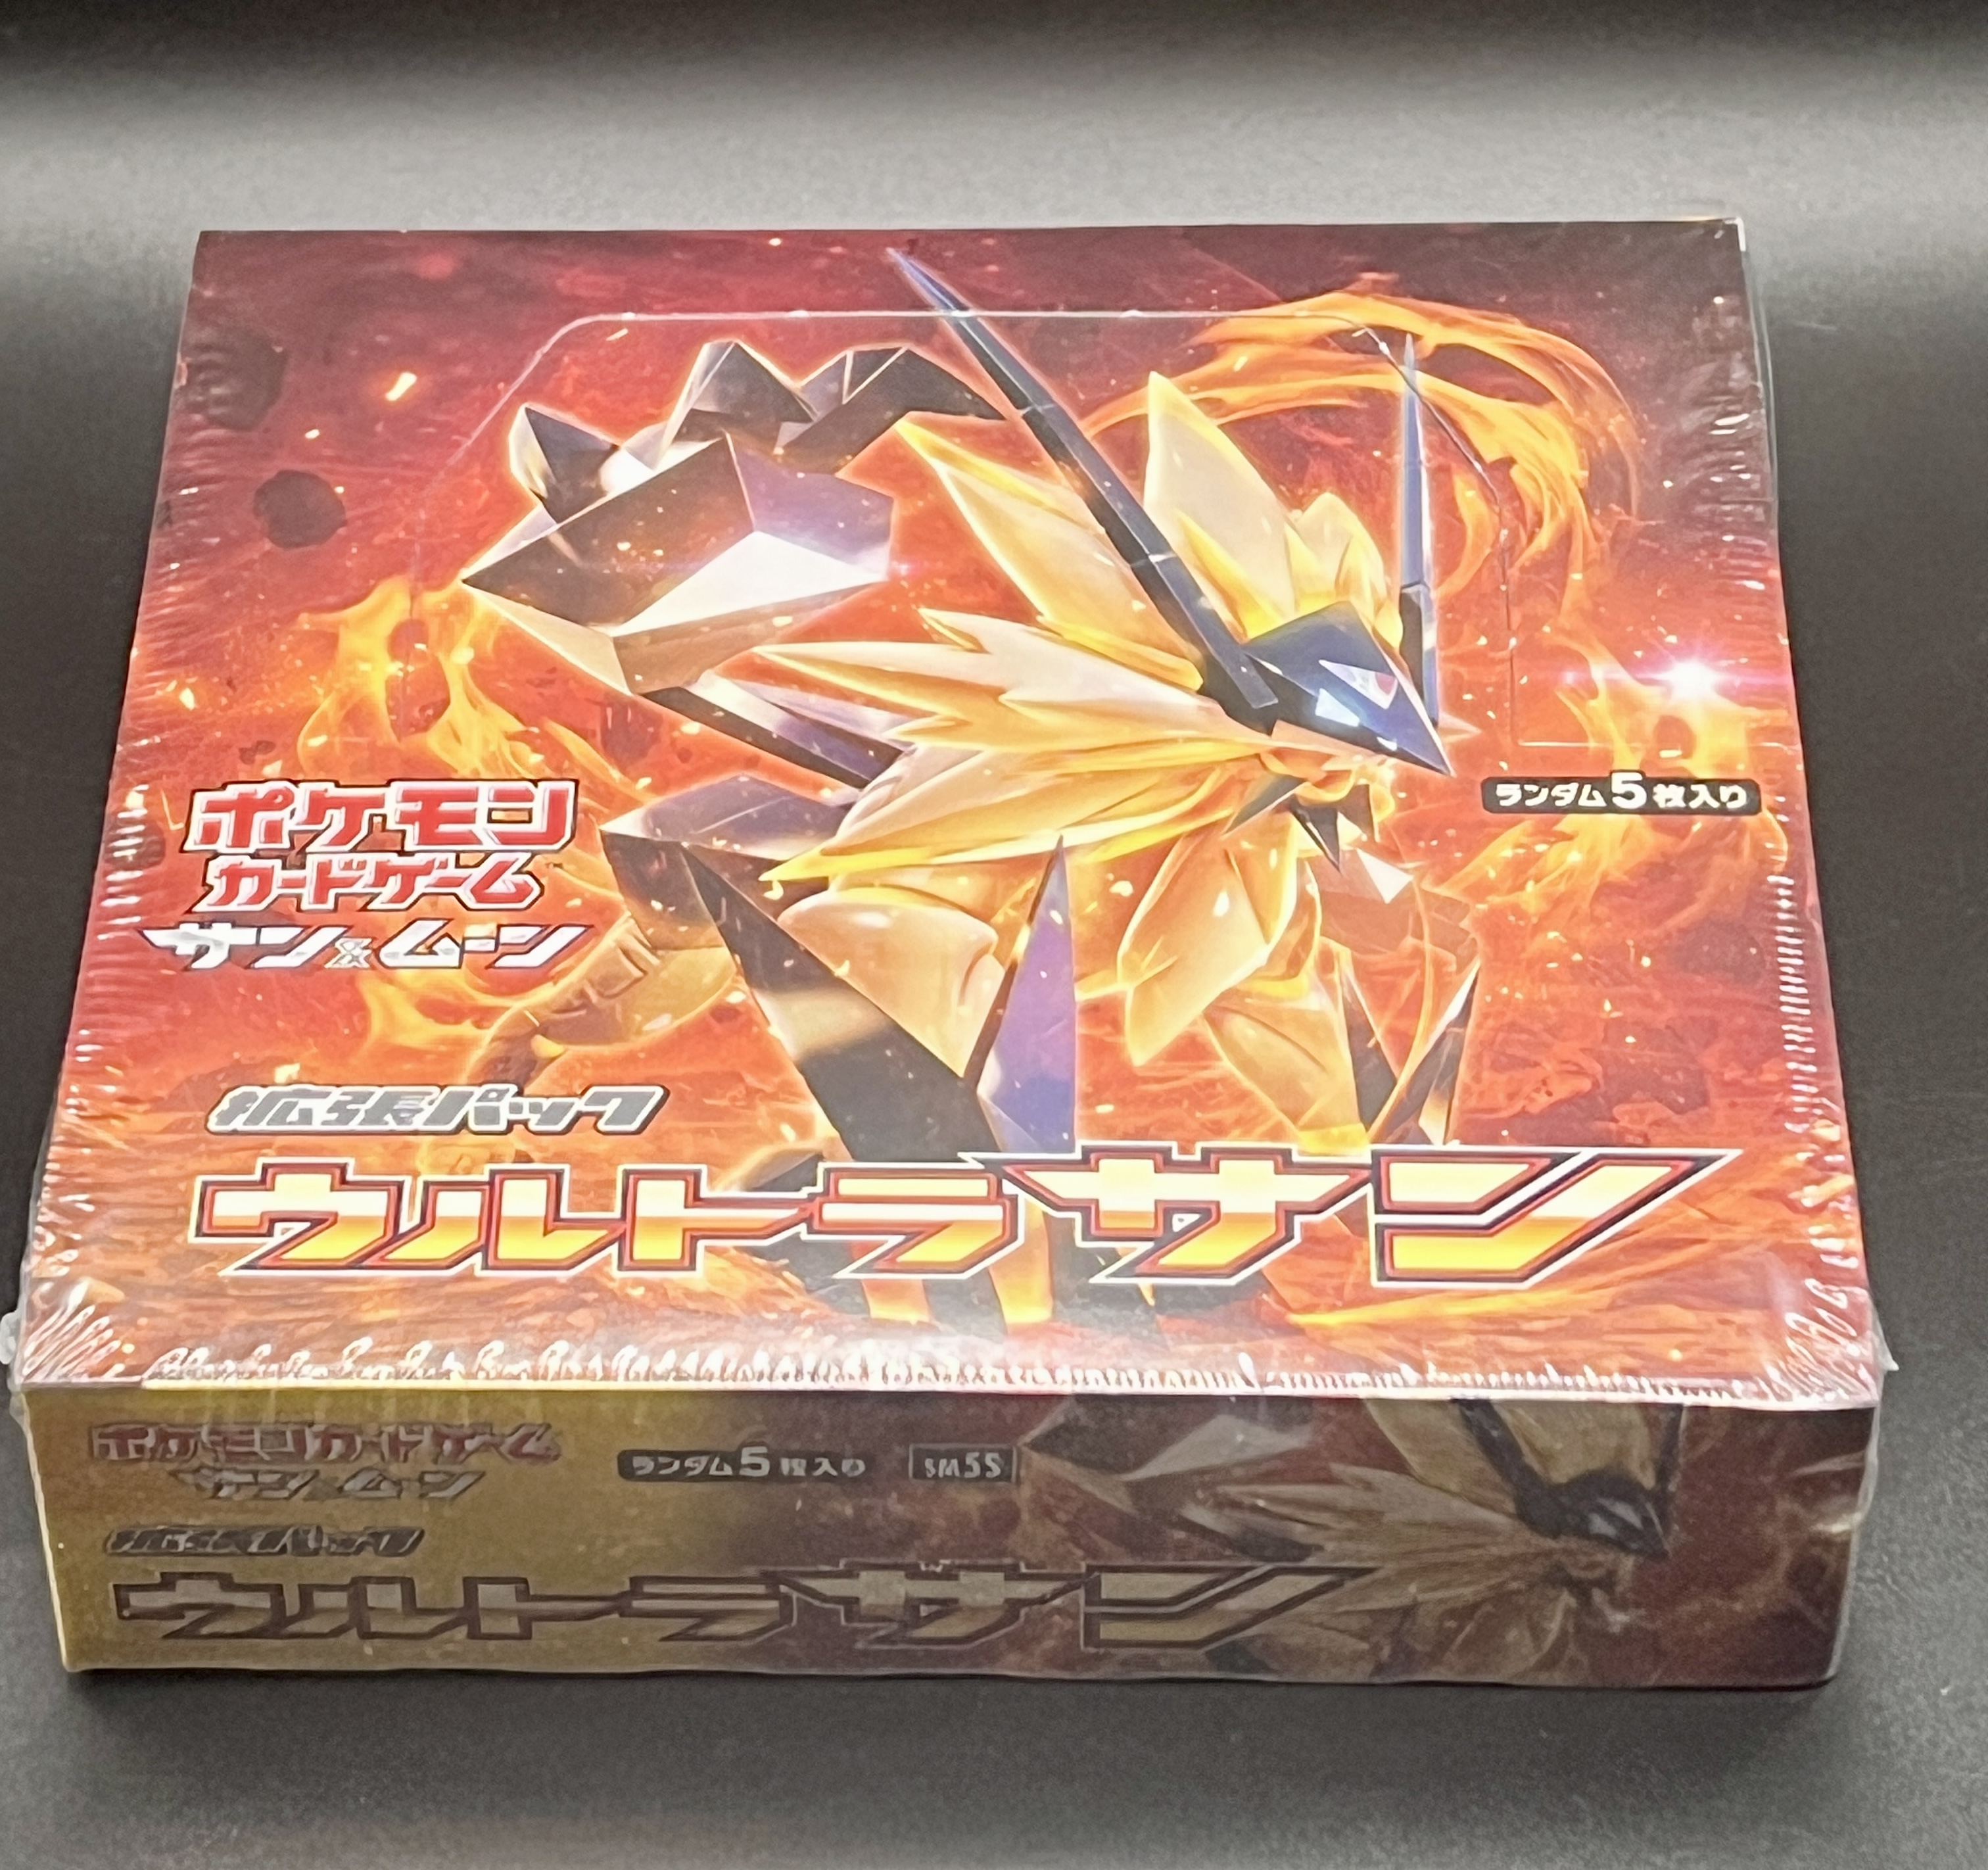 ランダム5枚入り
ポケモン
カードゲーム™
サン&ムーン
拡張パック
ウルトラサン
ポケモンカードゲーム
サン&ムーン
ランダム5枚入り
SM5S
拡張パック
ウルトラサン